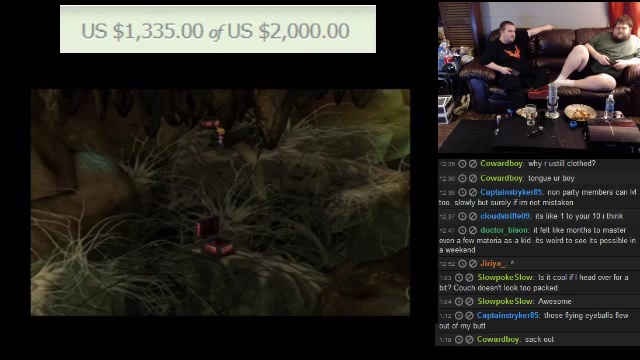 US $1,335.00 of US $2,000.00
12:35 Cowardboy: why r ustill clothed?
12:36 Cowardboy: tongue ur boy
12:36 Captainstryker85: non party members can lvl
too. slowly but surely if im not mistaken
12:37 cloudstriffe09: its like 1 to your 10 i think
12:47 doctor_bison: it felt like months to master
even a few materia as a kid. its weird to see its possible in
a weekend
12:52 Jiriya_: ^
1:03 SlowpokeSlow: Is it cool if I head over for a
bit? Couch doesn't look too packed.
1:04 SlowpokeSlow: Awesome
1:12 Captainstryker85: those flying eyeballs flew
out of my butt
1:18 Cowardboy: sack out